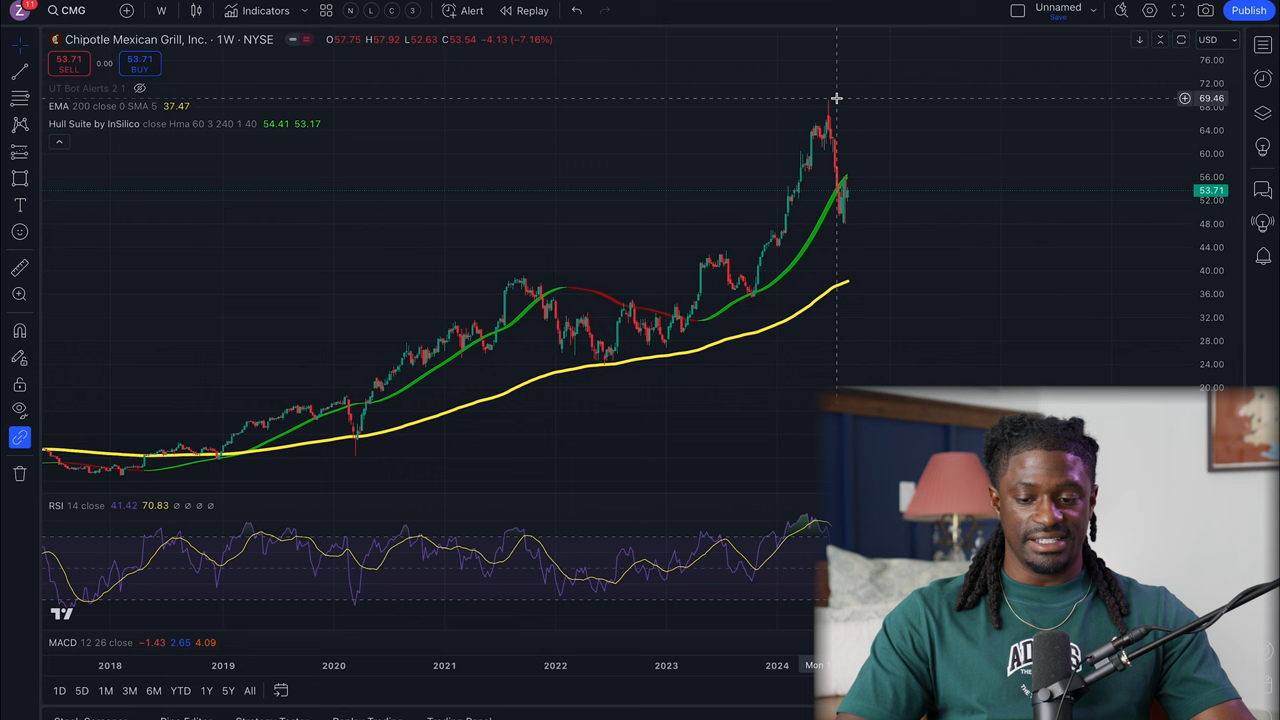 Z 11 CMG W Indicators N L C 3 Alert Replay Unnamed Save Publish
Chipotle Mexican Grill, Inc. · 1W · NYSE O57.75 H57.92 L52.63 C53.54 −4.13 (−7.16%) USD
53.71 SELL 0.00 53.71 BUY
UT Bot Alerts 2 1
EMA 200 close 0 SMA 5 37.47
Hull Suite by InSilico close Hma 60 3 240 1 40 54.41 53.17
76.00
72.00
69.46
68.00
64.00
60.00
56.00
53.71
52.00
48.00
44.00
40.00
36.00
32.00
28.00
24.00
20.00
RSI 14 close 41.42 70.83 ∅ ∅ ∅ ∅
MACD 12 26 close −1.43 2.65 4.09
2018 2019 2020 2021 2022 2023 2024 Mon
1D 5D 1M 3M 6M YTD 1Y 5Y All